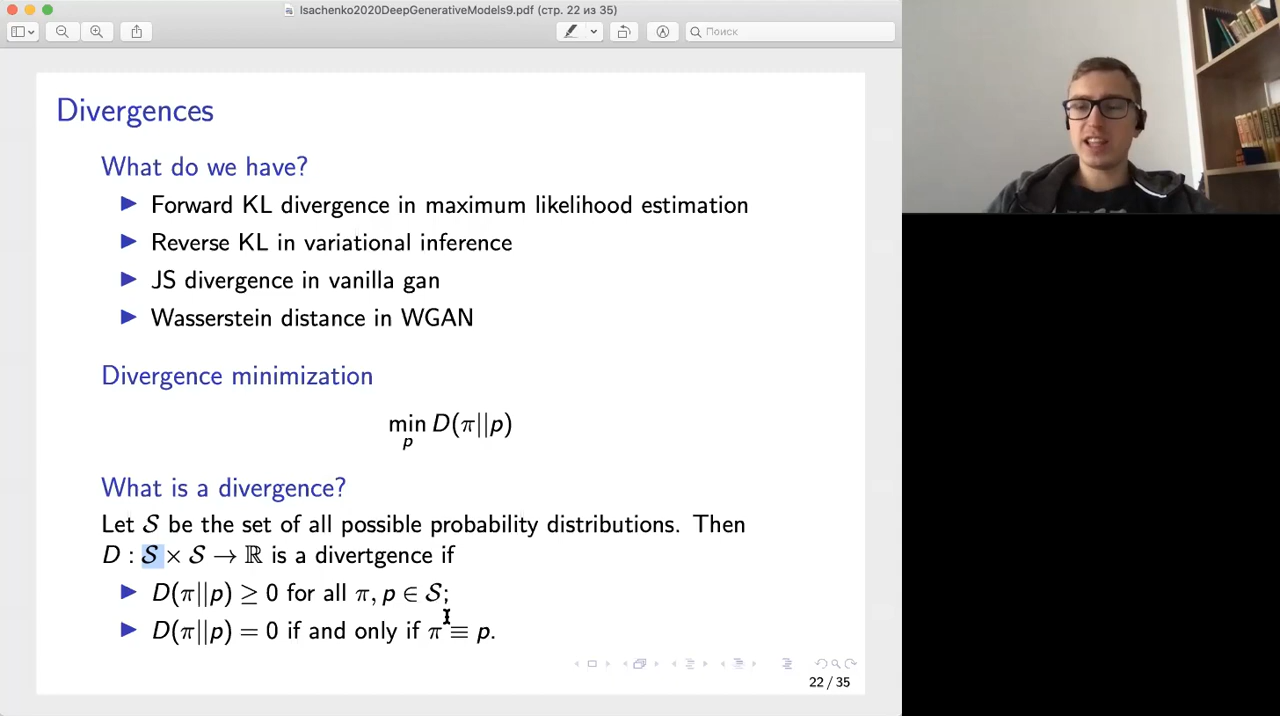 Isachenko2020DeepGenerativeModels9.pdf (стр. 22 из 35)
Поиск
Divergences
What do we have?
▶ Forward KL divergence in maximum likelihood estimation
▶ Reverse KL in variational inference
▶ JS divergence in vanilla gan
▶ Wasserstein distance in WGAN
Divergence minimization
min D(π||p)
p
What is a divergence?
Let 𝒮 be the set of all possible probability distributions. Then
D : 𝒮 × 𝒮 → ℝ is a divertgence if
▶ D(π||p) ≥ 0 for all π, p ∈ 𝒮;
▶ D(π||p) = 0 if and only if π ≡ p.
22 / 35